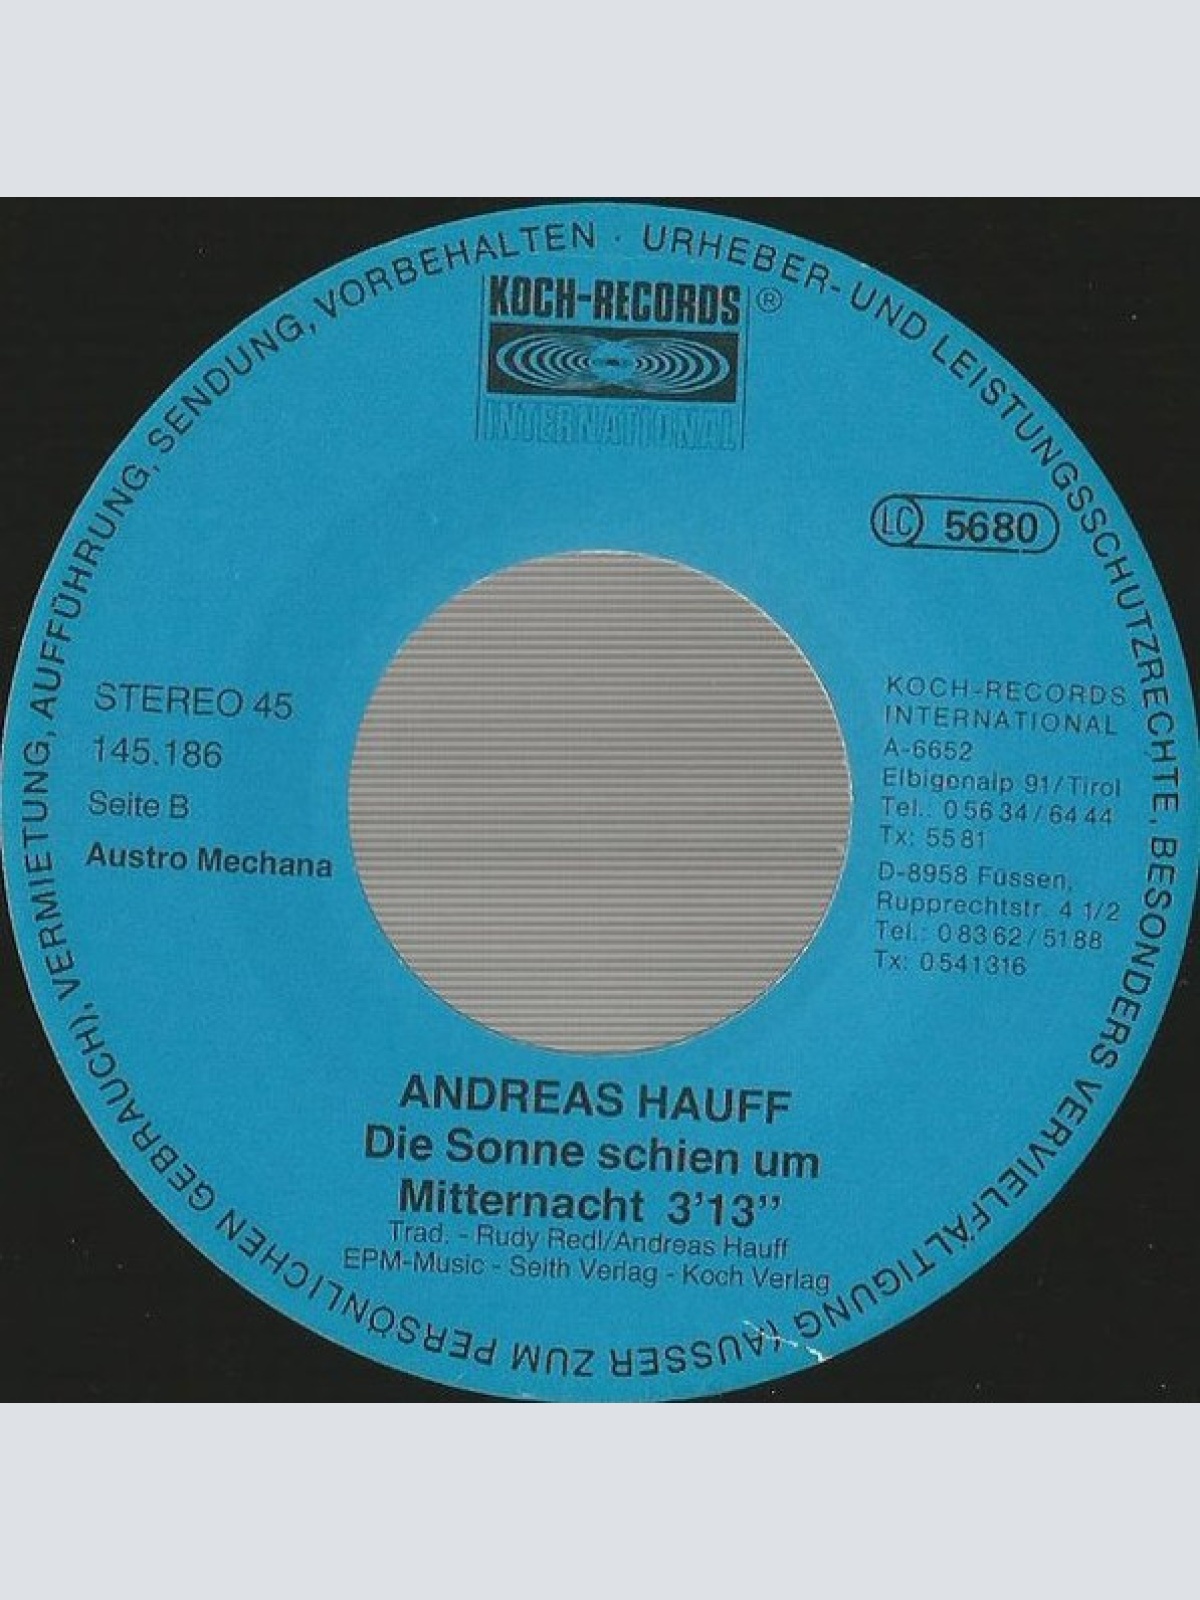 URHEBER- UND LEISTUNGSSCHUTZRECHTE, BESONDERS VERVIELFÄLTIGUNG (AUSSER ZUM PERSÖNLICHEN GEBRAUCH), VERMIETUNG, AUFFÜHRUNG, SENDUNG, VORBEHALTEN ·
KOCH-RECORDS ®
INTERNATIONAL
LC 5680
STEREO 45
145.186
Seite B
Austro Mechana
KOCH-RECORDS
INTERNATIONAL
A-6652
Elbigenalp 91/Tirol
Tel.: 0 56 34 / 64 44
Tx: 55 81
D-8958 Füssen,
Rupprechtstr. 4 1/2
Tel.: 0 83 62 / 51 88
Tx: 0 541316
ANDREAS HAUFF
Die Sonne schien um
Mitternacht 3'13''
Trad. - Rudy Redl/Andreas Hauff
EPM-Music - Seith Verlag - Koch Verlag